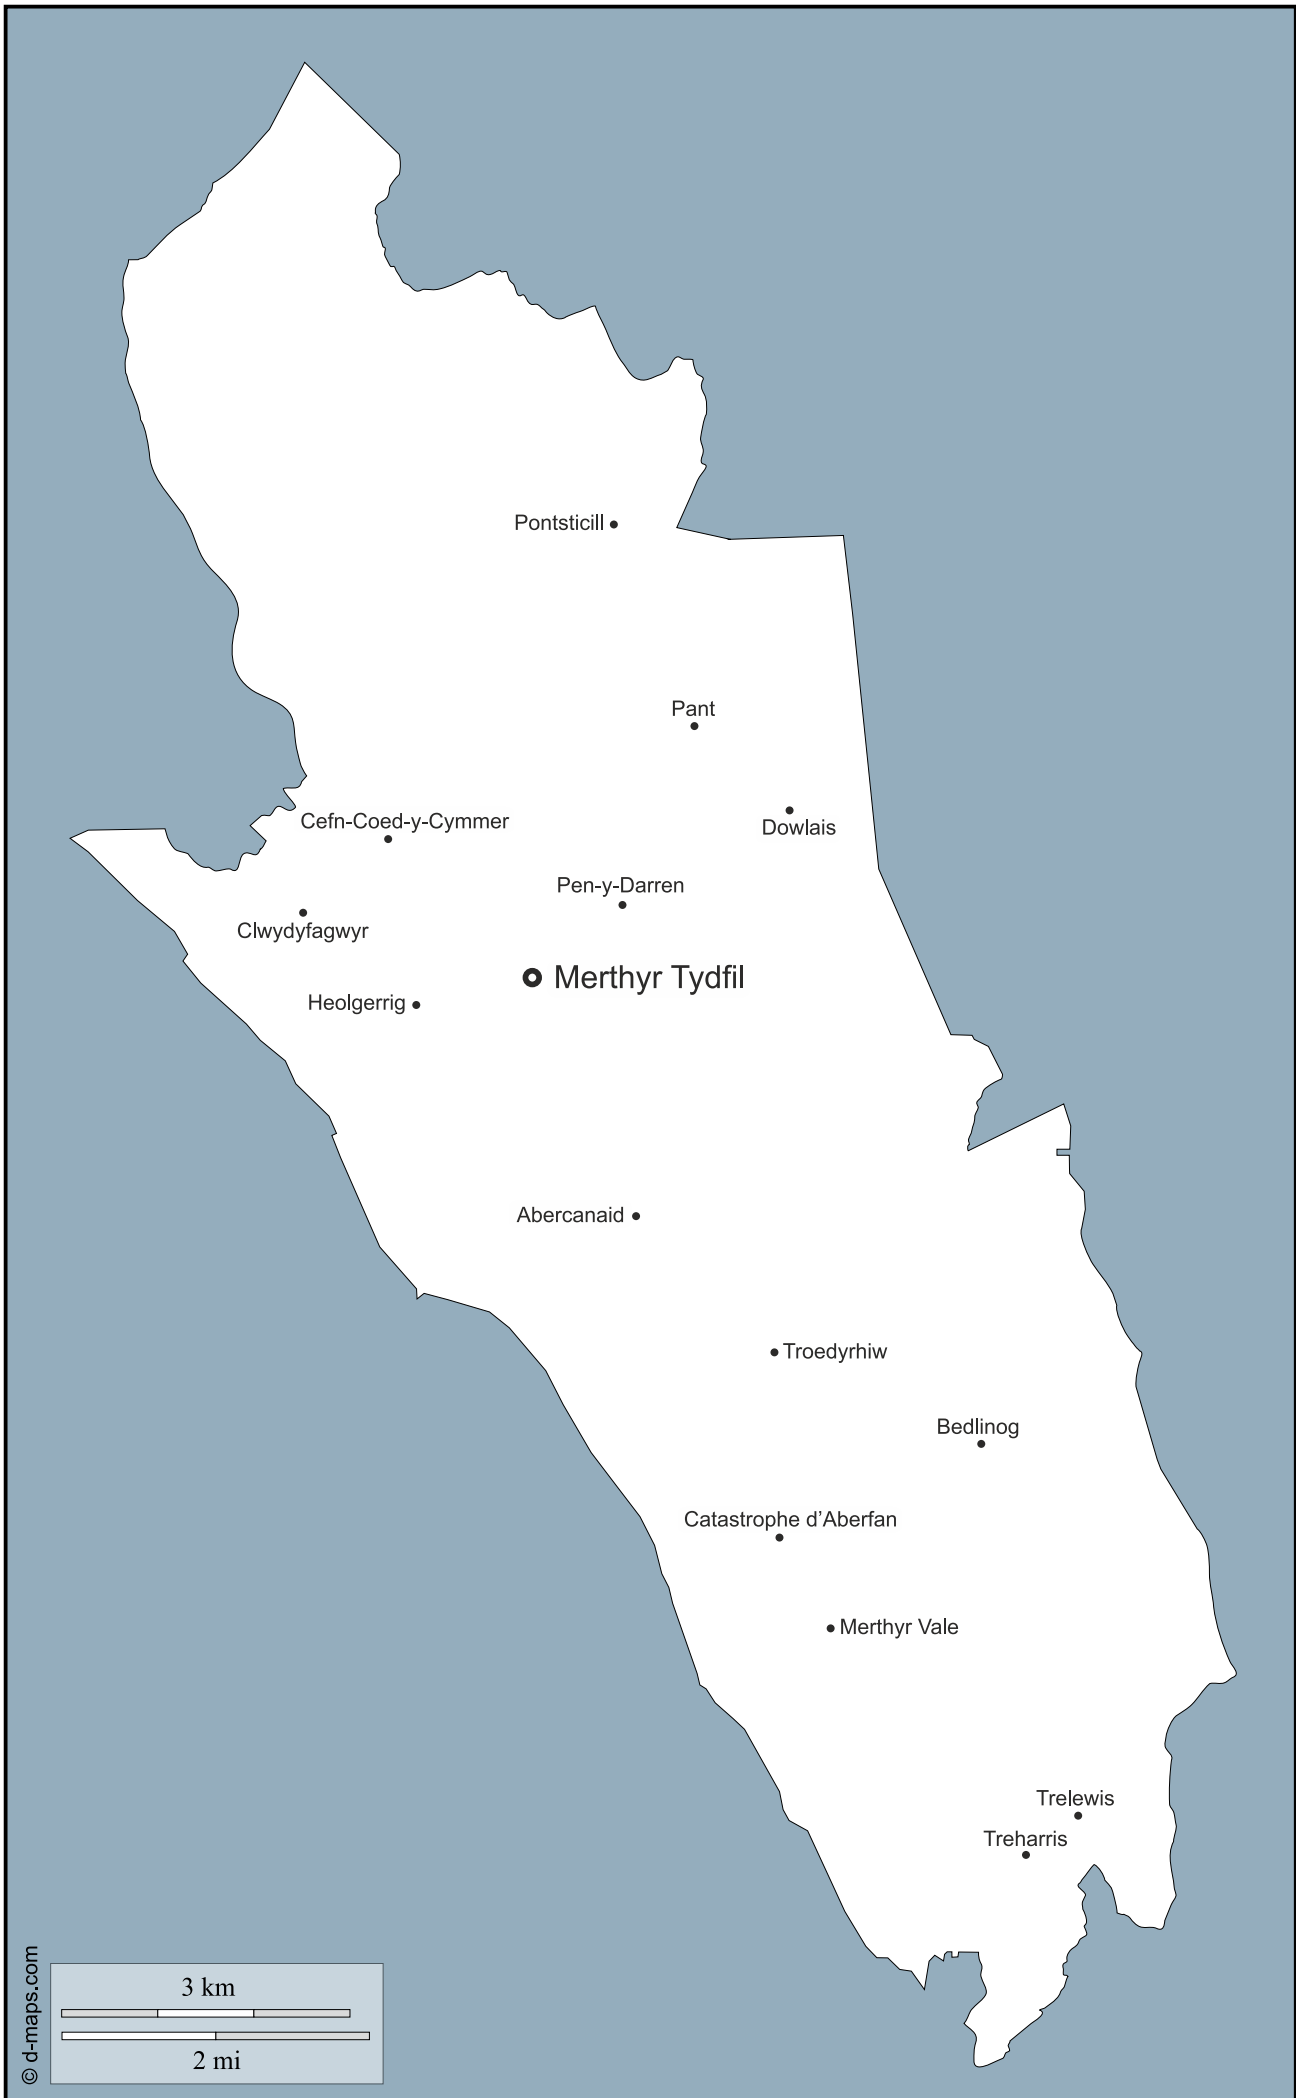 Pontsticill
Pant
Cefn-Coed-y-Cymmer
Dowlais
Pen-y-Darren
Clwydyfagwyr
Merthyr Tydfil
Heolgerrig
Abercanaid
Troedyrhiw
Bedlinog
Catastrophe d’Aberfan
Merthyr Vale
Trelewis
Treharris
3 km
2 mi
© d-maps.com